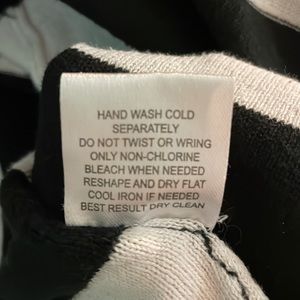 HAND WASH COLD
SEPARATELY
DO NOT TWIST OR WRING
ONLY NON-CHLORINE
BLEACH WHEN NEEDED
RESHAPE AND DRY FLAT
COOL IRON IF NEEDED
BEST RESULT DRY CLEAN